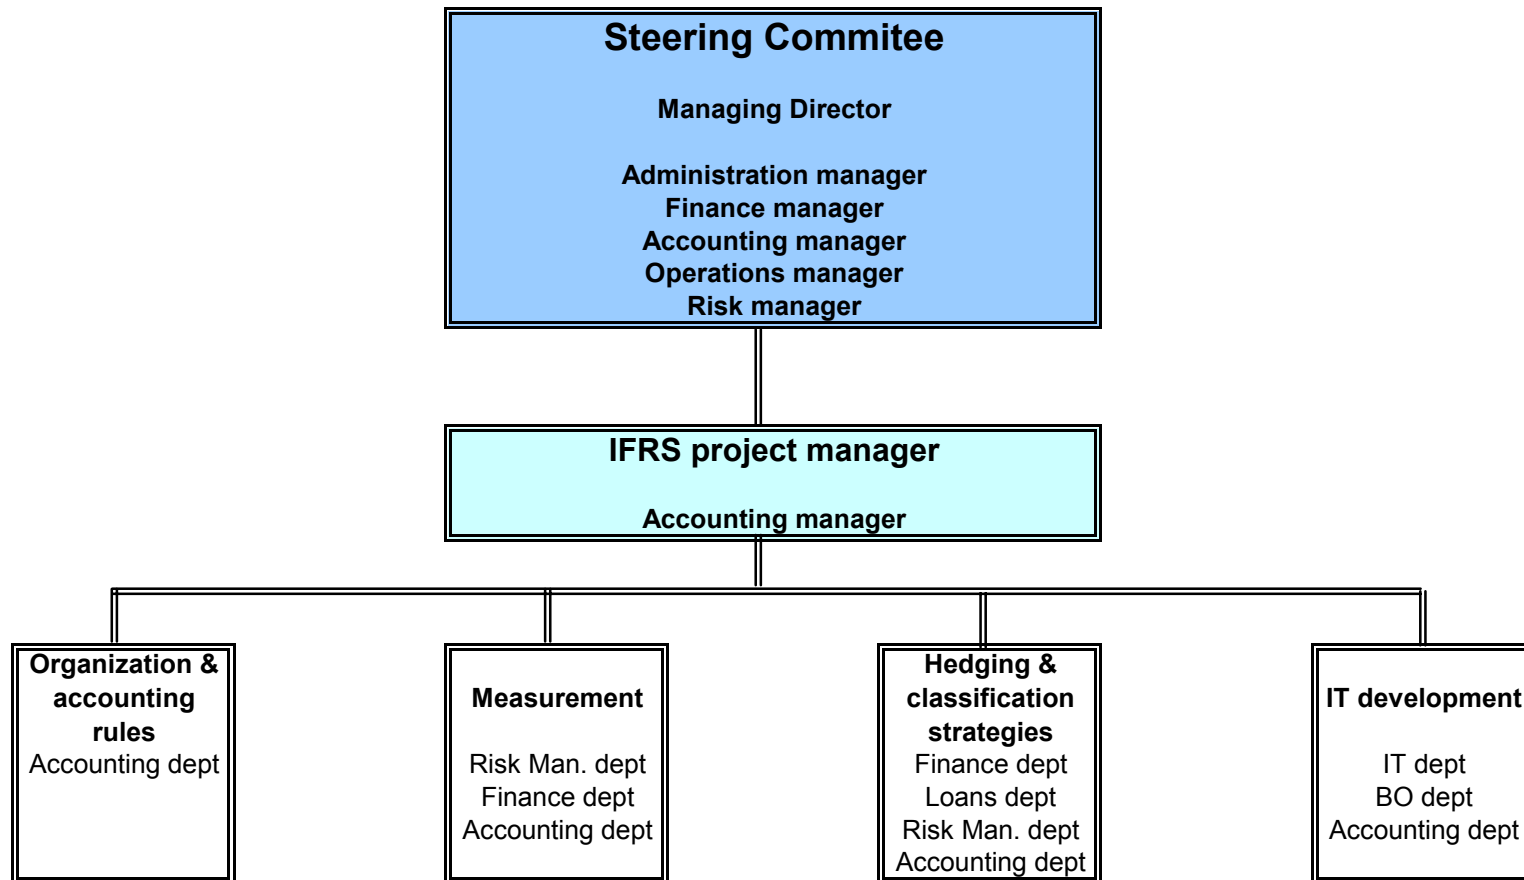 Steering Commitee
Managing Director
Administration manager
Finance manager
Accounting manager
Operations manager
Risk manager
IFRS project manager
Accounting manager
Organization &
accounting
rules
Accounting dept
Measurement
Risk Man. dept
Finance dept
Accounting dept
Hedging &
classification
strategies
Finance dept
Loans dept
Risk Man. dept
Accounting dept
IT development
IT dept
BO dept
Accounting dept